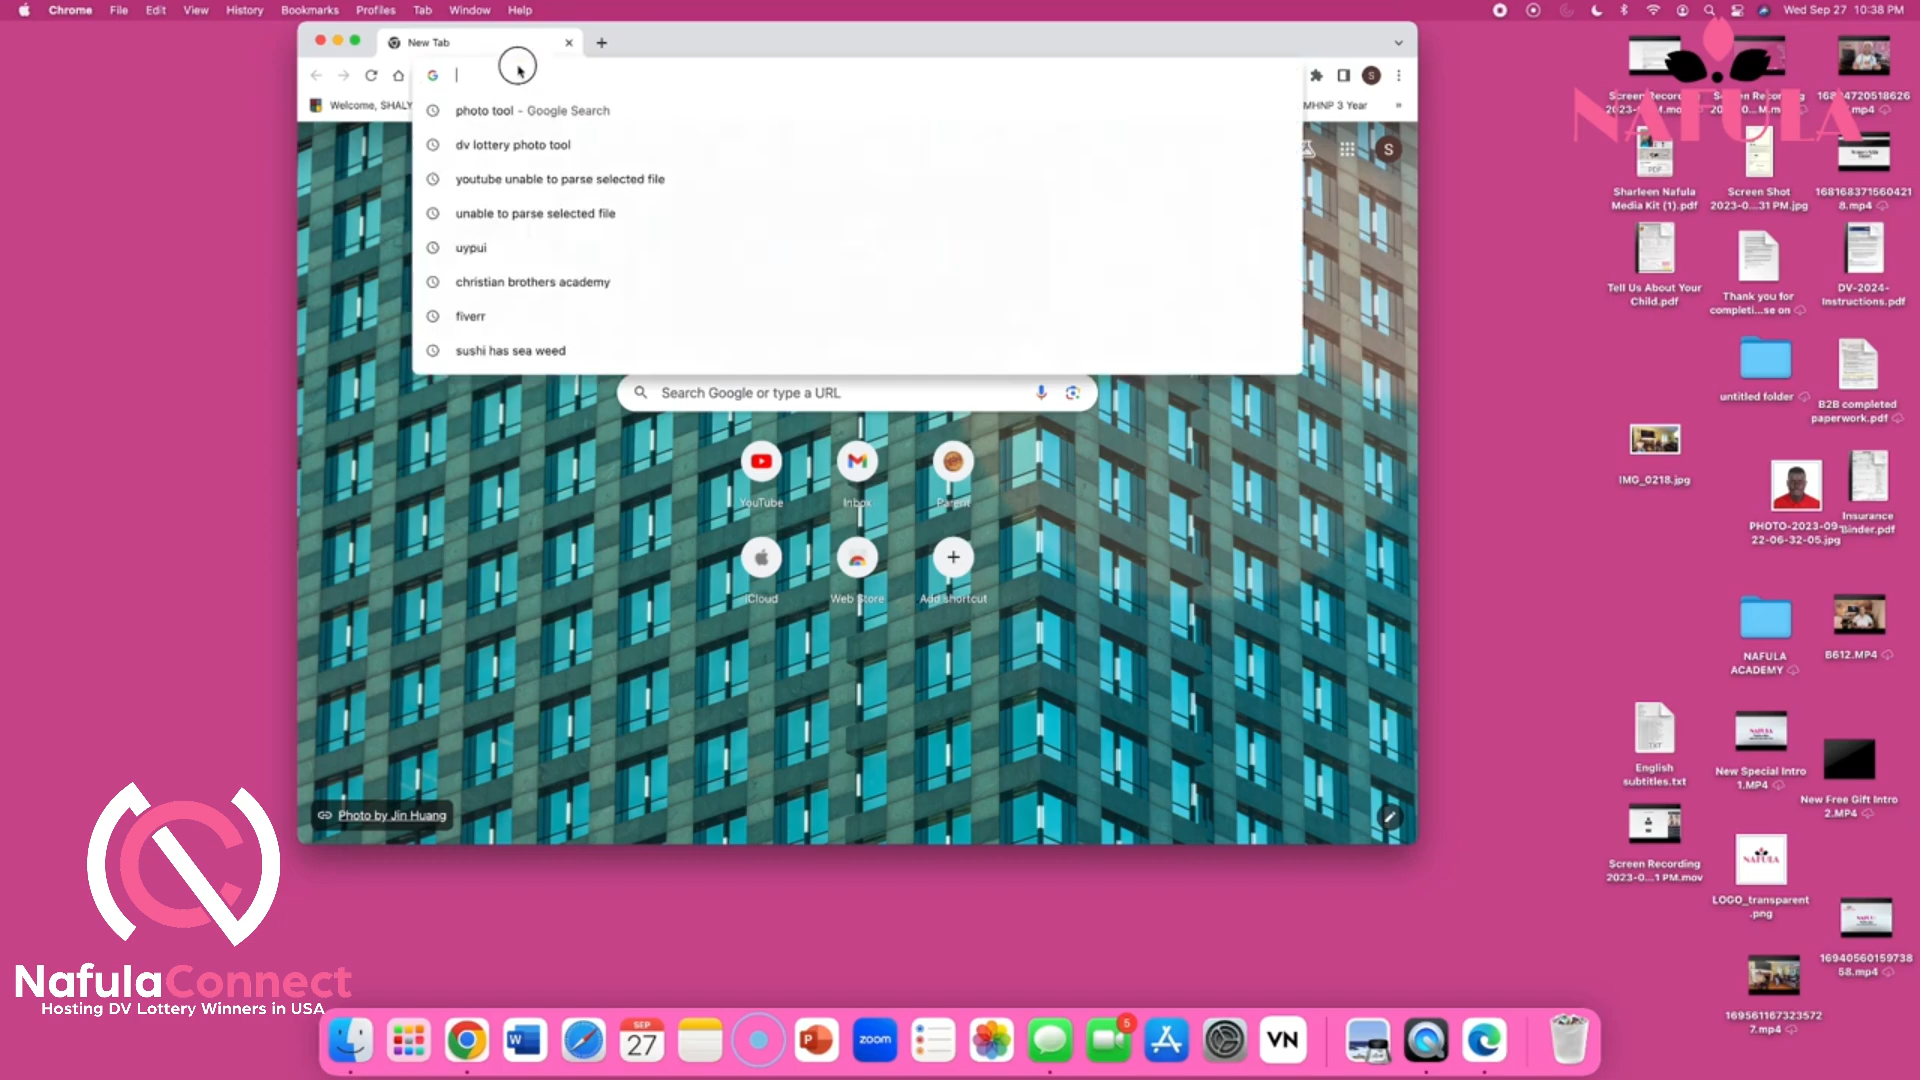 Chrome File Edit View History Bookmarks Profiles Tab Window Help
Wed Sep 27 10:38 PM
New Tab
Welcome, SHALY
MHNP 3 Year
S
photo tool - Google Search
dv lottery photo tool
youtube unable to parse selected file
unable to parse selected file
uypui
christian brothers academy
fiverr
sushi has sea weed
S
Search Google or type a URL
YouTube
Inbox
Parent
iCloud
Web Store
Add shortcut
Photo by Jin Huang
NAFULA
Sharleen Nafula
Media Kit (1).pdf
Screen Shot
2023-0...31 PM.jpg
168168371560421
8.mp4
Tell Us About Your
Child.pdf
Thank you for
completi...se on
DV-2024-
Instructions.pdf
untitled folder
B2B completed
paperwork.pdf
IMG_0218.jpg
PHOTO-2023-09-
22-06-32-05.jpg
Insurance
Binder.pdf
NAFULA
ACADEMY
B612.MP4
English
subtitles.txt
New Special Intro
1.MP4
New Free Gift Intro
2.MP4
Screen Recording
2023-0...1 PM.mov
LOGO_transparent
.png
16940560159738
58.mp4
169561167323572
7.mp4
NafulaConnect
Hosting DV Lottery Winners in USA
SEP
27
zoom
5
VN